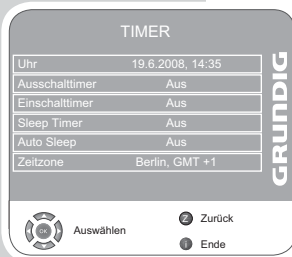 TIMER
Uhr 19.6.2008, 14:35
Ausschalttimer Aus
Einschalttimer Aus
Sleep Timer Aus
Auto Sleep Aus
Zeitzone Berlin, GMT +1
GRUNDIG
OK Auswählen
Z Zurück
i Ende